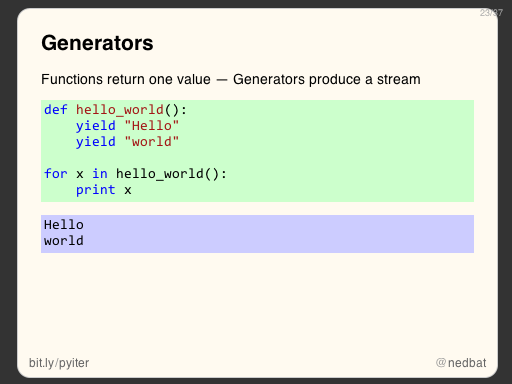 23/37
Generators
Functions return one value — Generators produce a stream
def hello_world():
    yield "Hello"
    yield "world"

for x in hello_world():
    print x
Hello
world
bit.ly/pyiter
@nedbat